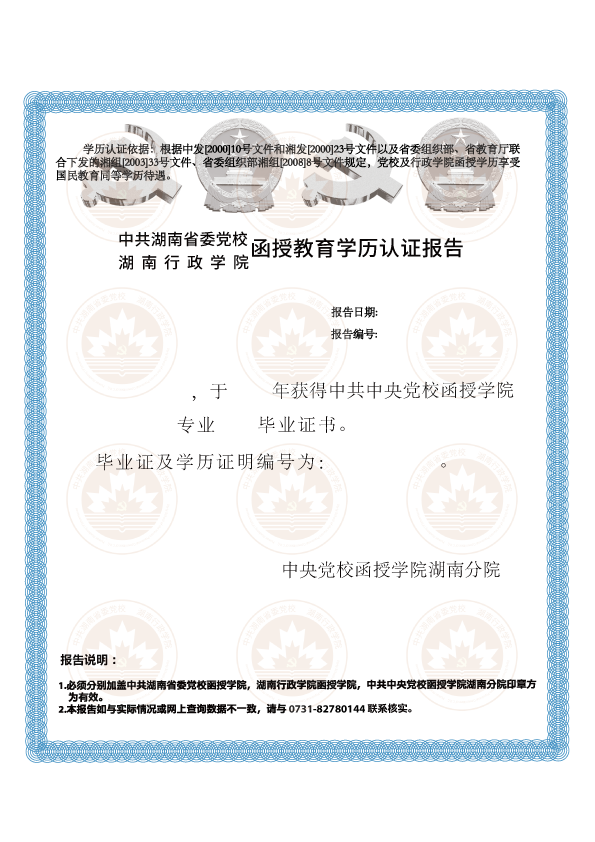 学历认证依据：根据中发[2000]10号文件和湘发[2000]23号文件以及省委组织部、省教育厅联
合下发的湘组[2003]33号文件、省委组织部湘组[2008]8号文件规定，党校及行政学院函授学历享受
国民教育同等学历待遇。
中共湖南省委党校
湖南行政学院
函授教育学历认证报告
报告日期:
报告编号:
，于 年获得中共中央党校函授学院
专业 毕业证书。
毕业证及学历证明编号为: 。
中央党校函授学院湖南分院
报告说明：
1.必须分别加盖中共湖南省委党校函授学院，湖南行政学院函授学院，中共中央党校函授学院湖南分院印章方
为有效。
2.本报告如与实际情况或网上查询数据不一致，请与 0731-82780144 联系核实。